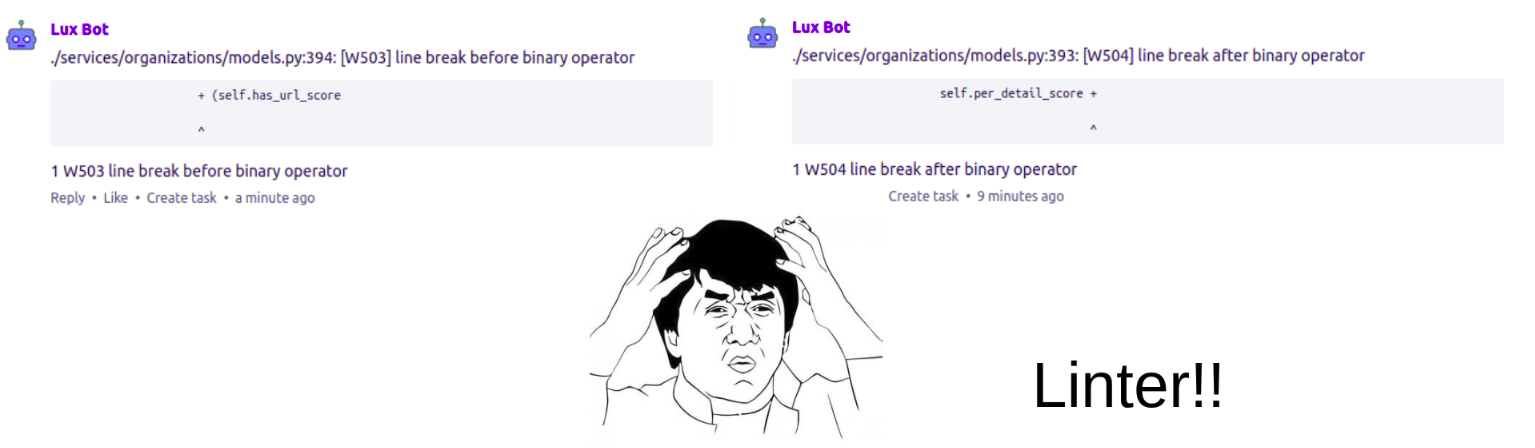 Lux Bot
./services/organizations/models.py:394: [W503] line break before binary operator
+ (self.has_url_score
^
1 W503 line break before binary operator
Reply • Like • Create task • a minute ago
Lux Bot
./services/organizations/models.py:393: [W504] line break after binary operator
self.per_detail_score +
^
1 W504 line break after binary operator
Create task • 9 minutes ago
Linter!!